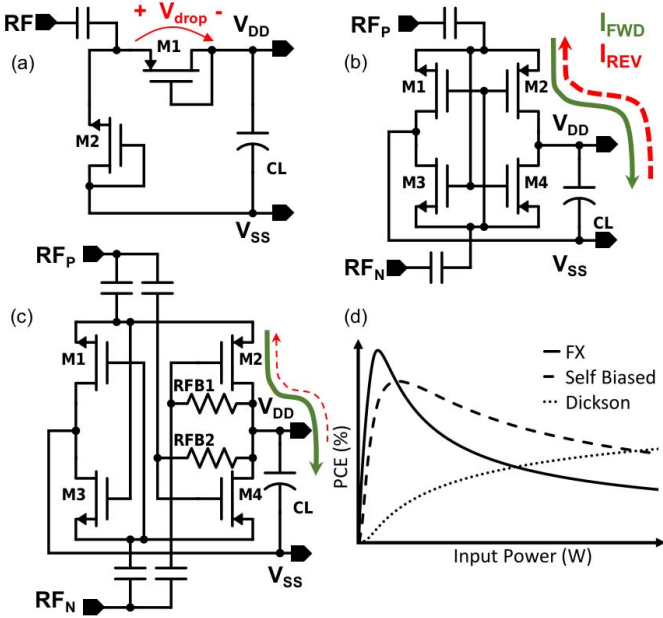 RF
+ Vdrop -
M1
VDD
(a)
M2
CL
VSS
RFP
(b)
IFWD
IREV
M1
M2
VDD
M3
M4
CL
RFN
VSS
RFP
(c)
M1
M2
RFB1
VDD
RFB2
M3
M4
CL
VSS
RFN
(d)
FX
Self Biased
Dickson
PCE (%)
Input Power (W)